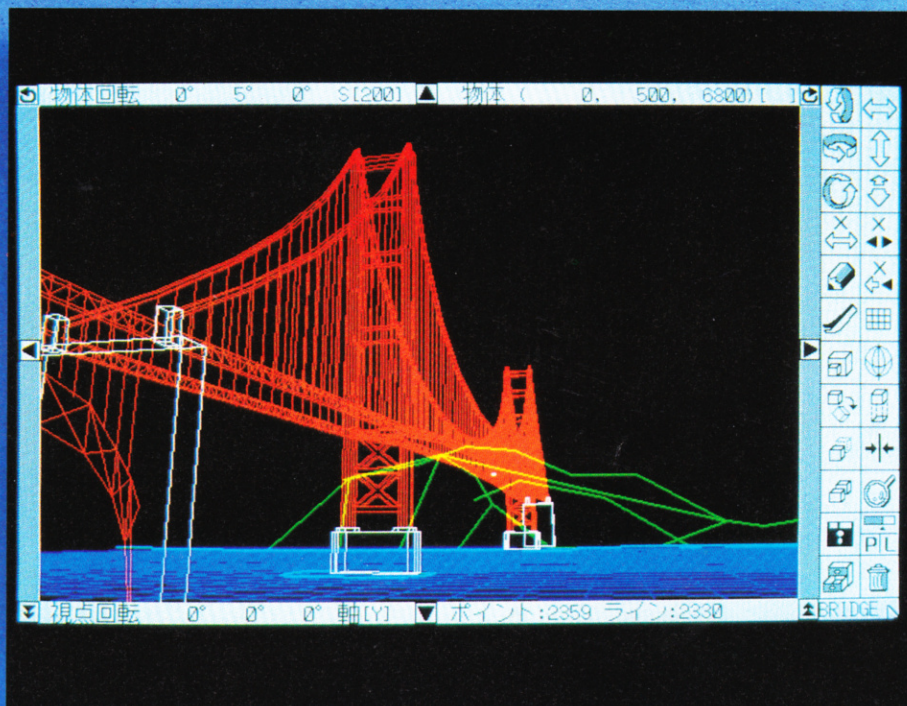 物体回転 0° 5° 0° S[200] 物体 ( 0, 500, 6800)[ ]
視点回転 0° 0° 0° 軸[Y] ポイント:2359 ライン:2330
P L
BRIDGE